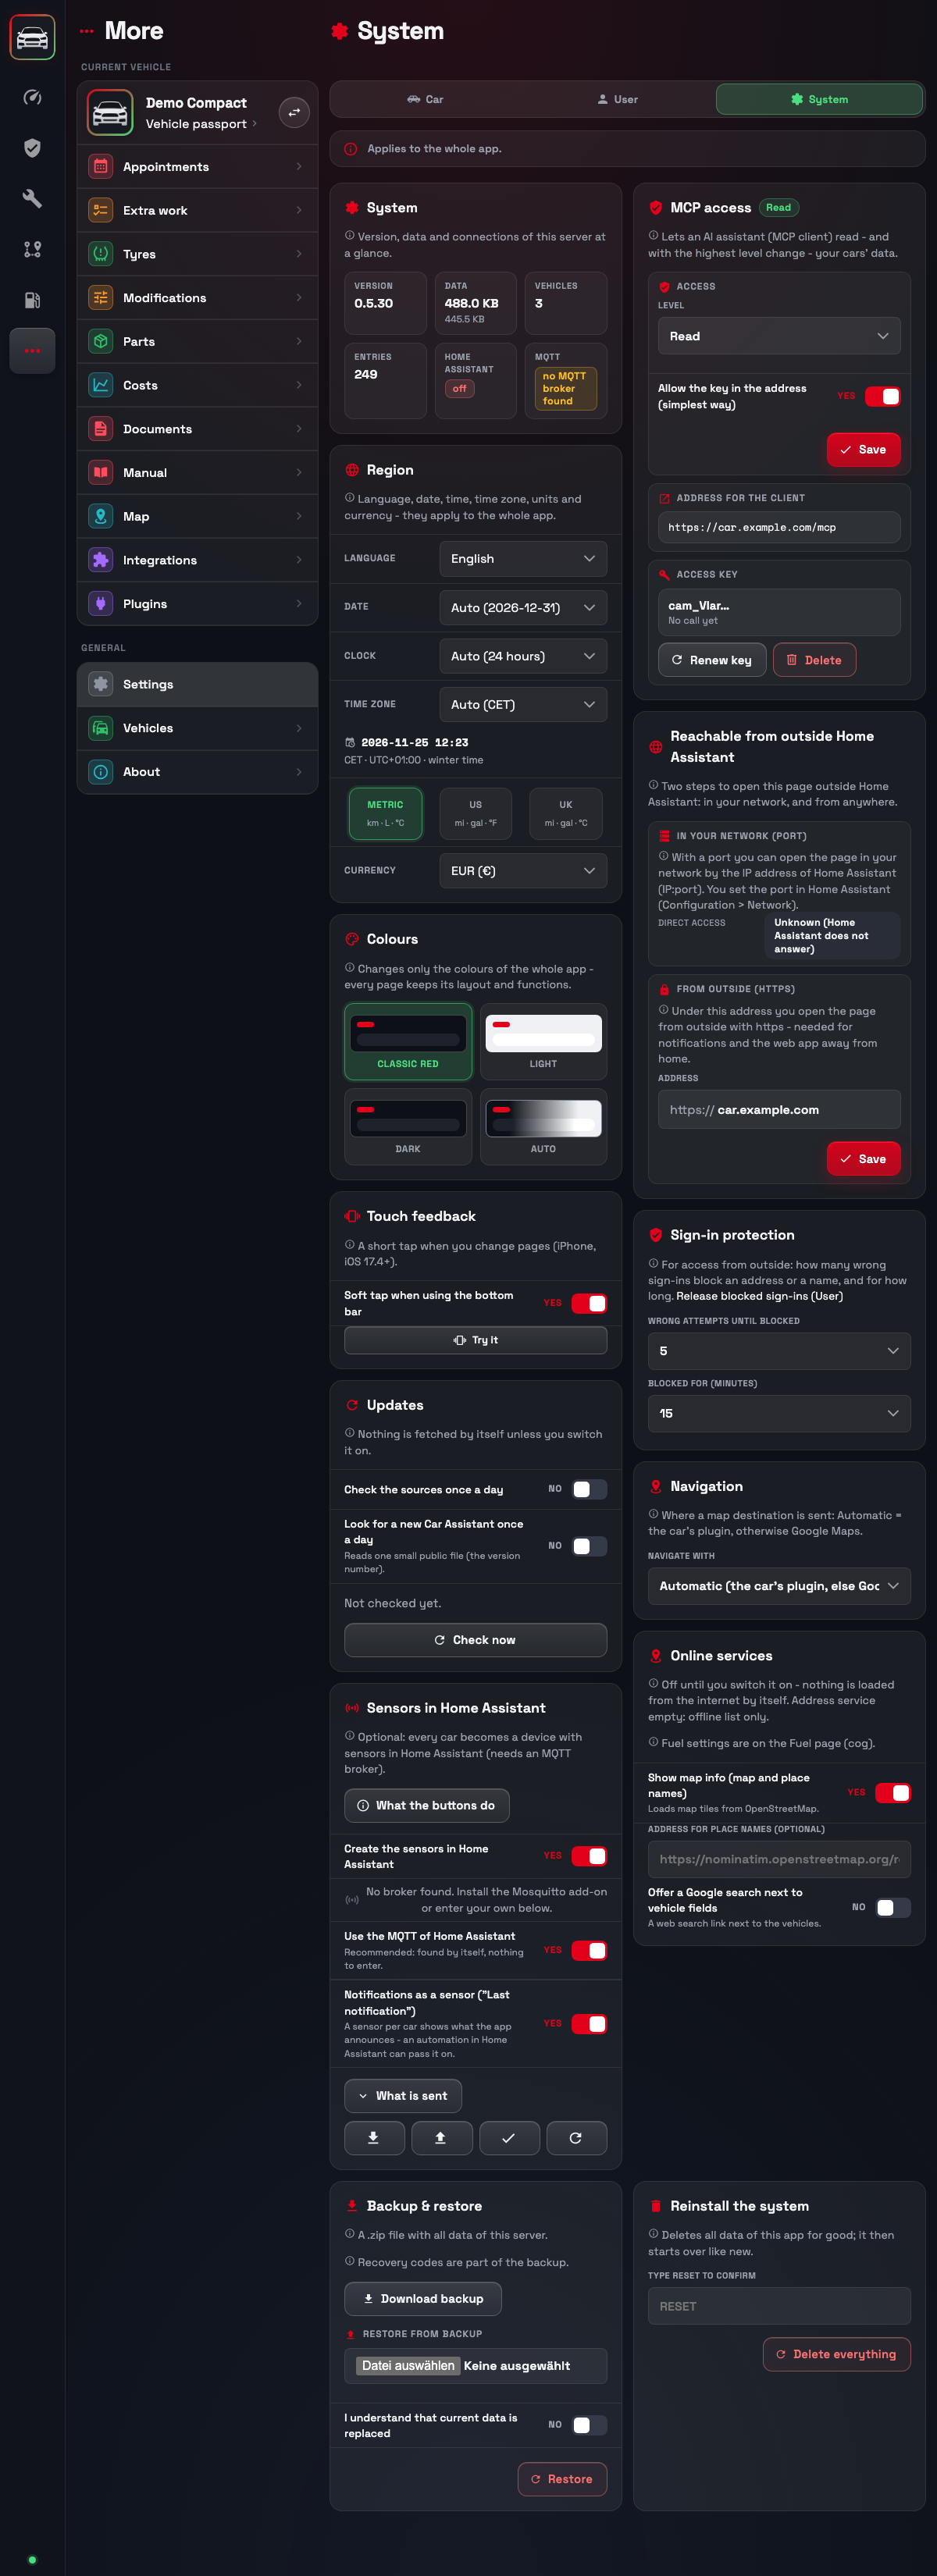 More
CURRENT VEHICLE
Demo Compact
Vehicle passport
Appointments
Extra work
Tyres
Modifications
Parts
Costs
Documents
Manual
Map
Integrations
Plugins
GENERAL
Settings
Vehicles
About
System
Car
User
System
Applies to the whole app.
System
Version, data and connections of this server at
a glance.
VERSION
0.5.30
DATA
488.0 KB
445.5 KB
VEHICLES
3
ENTRIES
249
HOME
ASSISTANT
off
MQTT
no MQTT
broker
found
Region
Language, date, time, time zone, units and
currency - they apply to the whole app.
LANGUAGE
English
DATE
Auto (2026-12-31)
CLOCK
Auto (24 hours)
TIME ZONE
Auto (CET)
2026-11-25 12:23
CET · UTC+01:00 · winter time
METRIC
km · L · °C
US
mi · gal · °F
UK
mi · gal · °C
CURRENCY
EUR (€)
Colours
Changes only the colours of the whole app -
every page keeps its layout and functions.
CLASSIC RED
LIGHT
DARK
AUTO
Touch feedback
A short tap when you change pages (iPhone,
iOS 17.4+).
Soft tap when using the bottom
bar
YES
Try it
Updates
Nothing is fetched by itself unless you switch
it on.
Check the sources once a day
NO
Look for a new Car Assistant once
a day
Reads one small public file (the version
number).
NO
Not checked yet.
Check now
Sensors in Home Assistant
Optional: every car becomes a device with
sensors in Home Assistant (needs an MQTT
broker).
What the buttons do
Create the sensors in Home
Assistant
YES
No broker found. Install the Mosquitto add-on
or enter your own below.
Use the MQTT of Home Assistant
Recommended: found by itself, nothing
to enter.
YES
Notifications as a sensor ("Last
notification")
A sensor per car shows what the app
announces - an automation in Home
Assistant can pass it on.
YES
What is sent
Backup & restore
A .zip file with all data of this server.
Recovery codes are part of the backup.
Download backup
RESTORE FROM BACKUP
Datei auswählen Keine ausgewählt
I understand that current data is
replaced
NO
Restore
MCP access
Read
Lets an AI assistant (MCP client) read - and
with the highest level change - your cars' data.
ACCESS
LEVEL
Read
Allow the key in the address
(simplest way)
YES
Save
ADDRESS FOR THE CLIENT
https://car.example.com/mcp
ACCESS KEY
cam_Vlar…
No call yet
Renew key
Delete
Reachable from outside Home
Assistant
Two steps to open this page outside Home
Assistant: in your network, and from anywhere.
IN YOUR NETWORK (PORT)
With a port you can open the page in your
network by the IP address of Home Assistant
(IP:port). You set the port in Home Assistant
(Configuration > Network).
DIRECT ACCESS
Unknown (Home
Assistant does not
answer)
FROM OUTSIDE (HTTPS)
Under this address you open the page
from outside with https - needed for
notifications and the web app away from
home.
ADDRESS
https:// car.example.com
Save
Sign-in protection
For access from outside: how many wrong
sign-ins block an address or a name, and for how
long. Release blocked sign-ins (User)
WRONG ATTEMPTS UNTIL BLOCKED
5
BLOCKED FOR (MINUTES)
15
Navigation
Where a map destination is sent: Automatic =
the car's plugin, otherwise Google Maps.
NAVIGATE WITH
Automatic (the car's plugin, else Goo
Online services
Off until you switch it on - nothing is loaded
from the internet by itself. Address service
empty: offline list only.
Fuel settings are on the Fuel page (cog).
Show map info (map and place
names)
Loads map tiles from OpenStreetMap.
YES
ADDRESS FOR PLACE NAMES (OPTIONAL)
https://nominatim.openstreetmap.org/r
Offer a Google search next to
vehicle fields
A web search link next to the vehicles.
NO
Reinstall the system
Deletes all data of this app for good; it then
starts over like new.
TYPE RESET TO CONFIRM
RESET
Delete everything